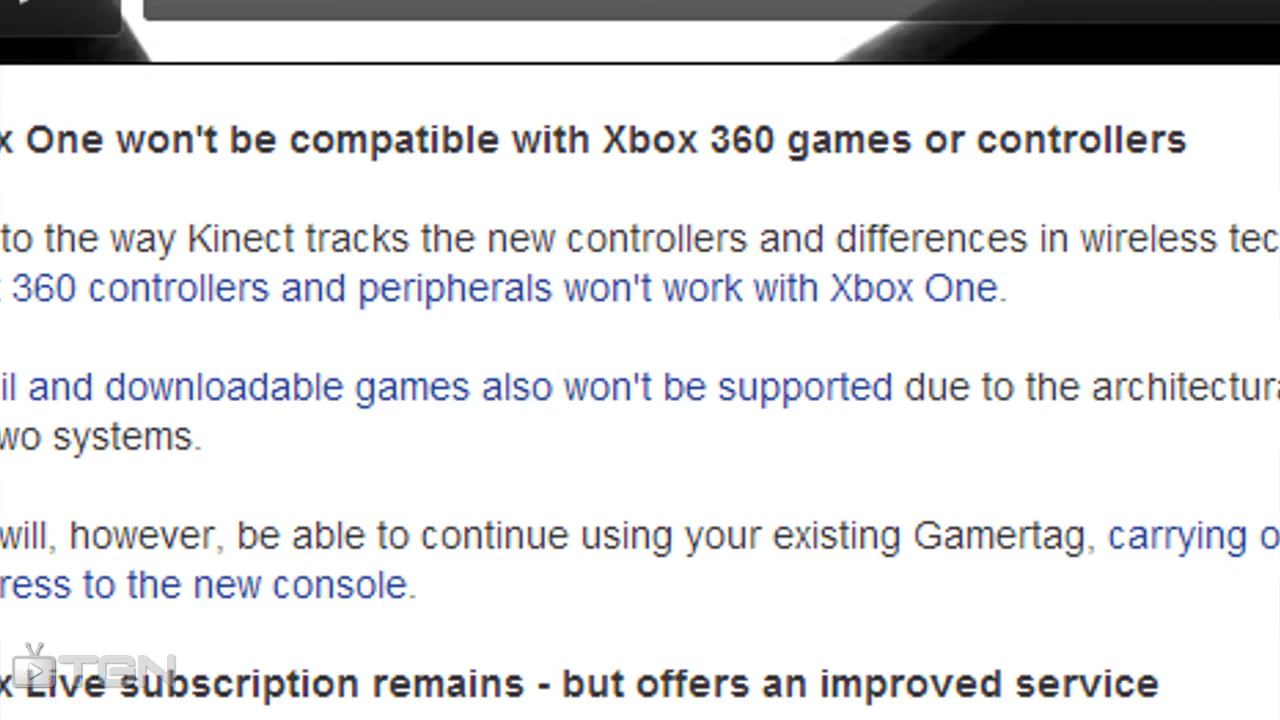 x One won't be compatible with Xbox 360 games or controllers
to the way Kinect tracks the new controllers and differences in wireless tec
360 controllers and peripherals won't work with Xbox One.
il and downloadable games also won't be supported due to the architectura
wo systems.
will, however, be able to continue using your existing Gamertag, carrying o
ress to the new console.
TGN
x Live subscription remains - but offers an improved service